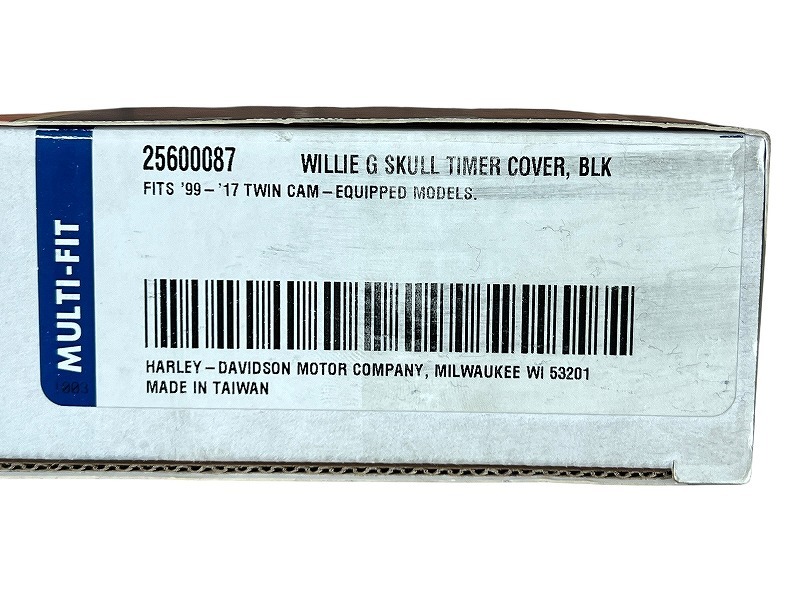 25600087 WILLIE G SKULL TIMER COVER, BLK
FITS '99-'17 TWIN CAM-EQUIPPED MODELS.
MULTI-FIT
HARLEY-DAVIDSON MOTOR COMPANY, MILWAUKEE WI 53201
MADE IN TAIWAN